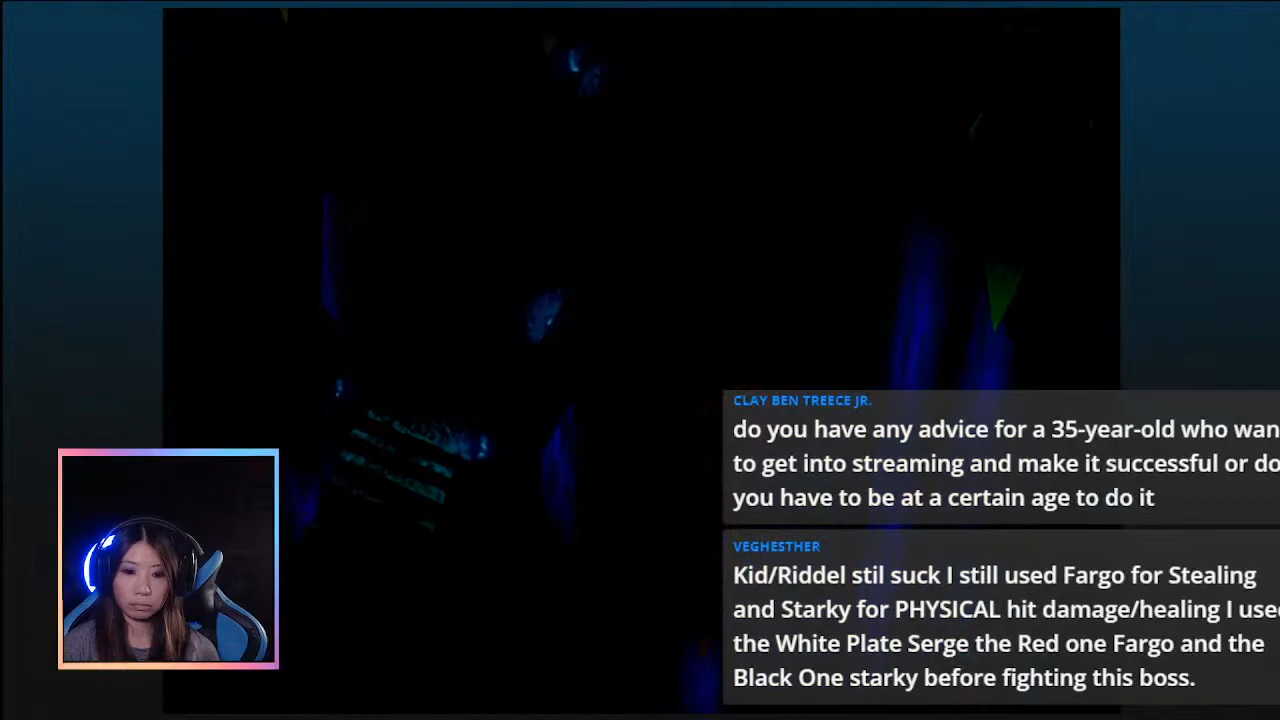 CLAY BEN TREECE JR.
do you have any advice for a 35-year-old who wan
to get into streaming and make it successful or do
you have to be at a certain age to do it
VEGHESTHER
Kid/Riddel stil suck I still used Fargo for Stealing
and Starky for PHYSICAL hit damage/healing I use
the White Plate Serge the Red one Fargo and the
Black One starky before fighting this boss.